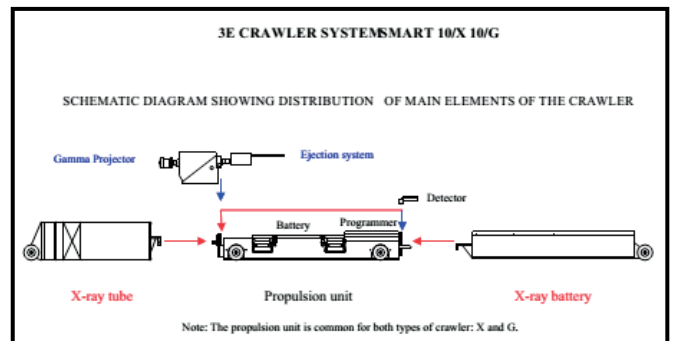 3E CRAWLER SYSTEMSMART 10/X 10/G
SCHEMATIC DIAGRAM SHOWING DISTRIBUTION OF MAIN ELEMENTS OF THE CRAWLER
Gamma Projector
Ejection system
Detector
Battery
Programmer
X-ray tube
Propulsion unit
X-ray battery
Note: The propulsion unit is common for both types of crawler: X and G.